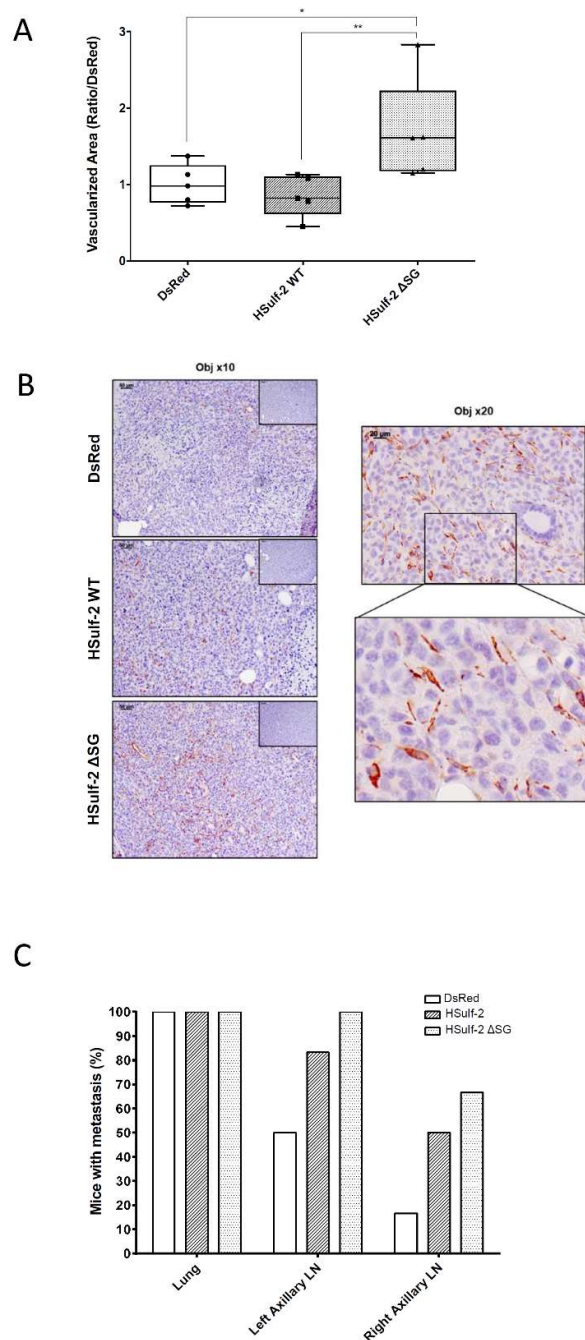 A
*
**
3
2
1
0
Vascularized Area (Ratio/DsRed)
DsRed
HSulf-2 WT
HSulf-2 ΔSG
B
Obj x10
Obj x20
DsRed
HSulf-2 WT
HSulf-2 ΔSG
20 µm
C
DsRed
HSulf-2
HSulf-2 ΔSG
Mice with metastasis (%)
100
90
80
70
60
50
40
30
20
10
0
Lung
Left Axillary LN
Right Axillary LN